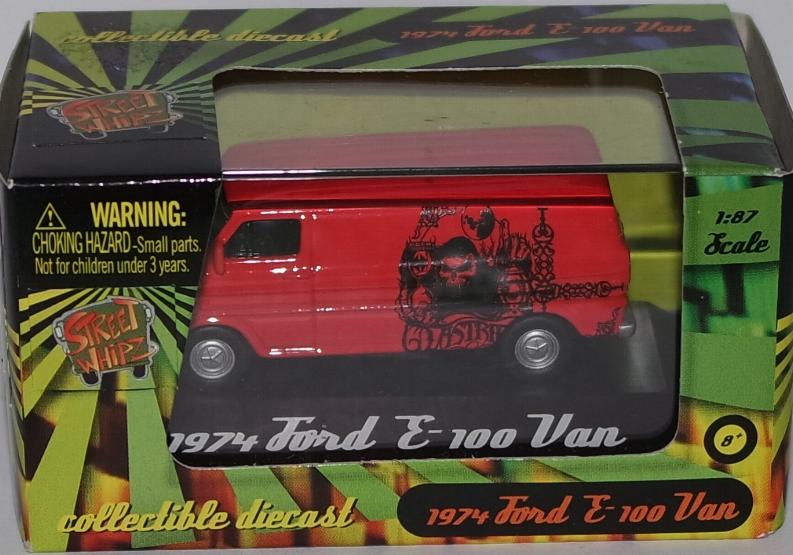 collectible diecast
1974 Ford E-100 Van
STREET
WHIPZ
WARNING:
CHOKING HAZARD-Small parts.
Not for children under 3 years.
1:87
Scale
STREET
WHIPZ
1974 Ford E-100 Van
8+
collectible diecast
1974 Ford E-100 Van